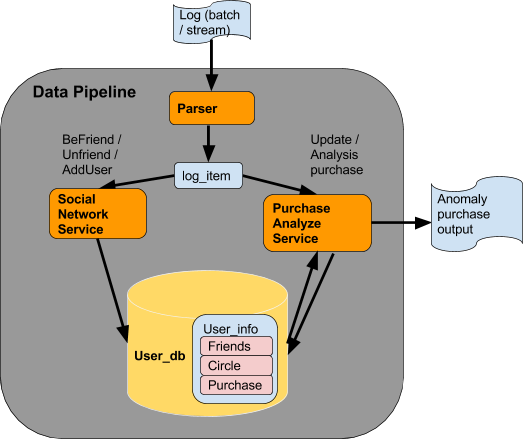 Log (batch
/ stream)
Data Pipeline
Parser
BeFriend /
Unfriend /
AddUser
Update /
Analysis
purchase
log_item
Social
Network
Service
Purchase
Analyze
Service
Anomaly
purchase
output
User_db
User_info
Friends
Circle
Purchase